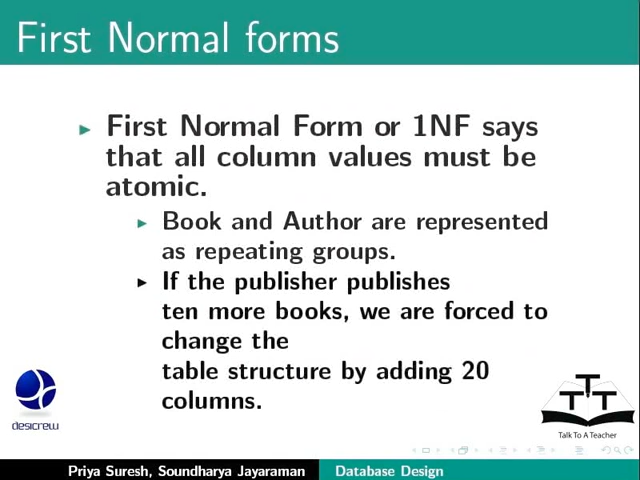 First Normal forms
First Normal Form or 1NF says
that all column values must be
atomic.
Book and Author are represented
as repeating groups.
If the publisher publishes
ten more books, we are forced to
change the
table structure by adding 20
columns.
desicrew
TTT
Talk To A Teacher
Priya Suresh, Soundharya Jayaraman
Database Design